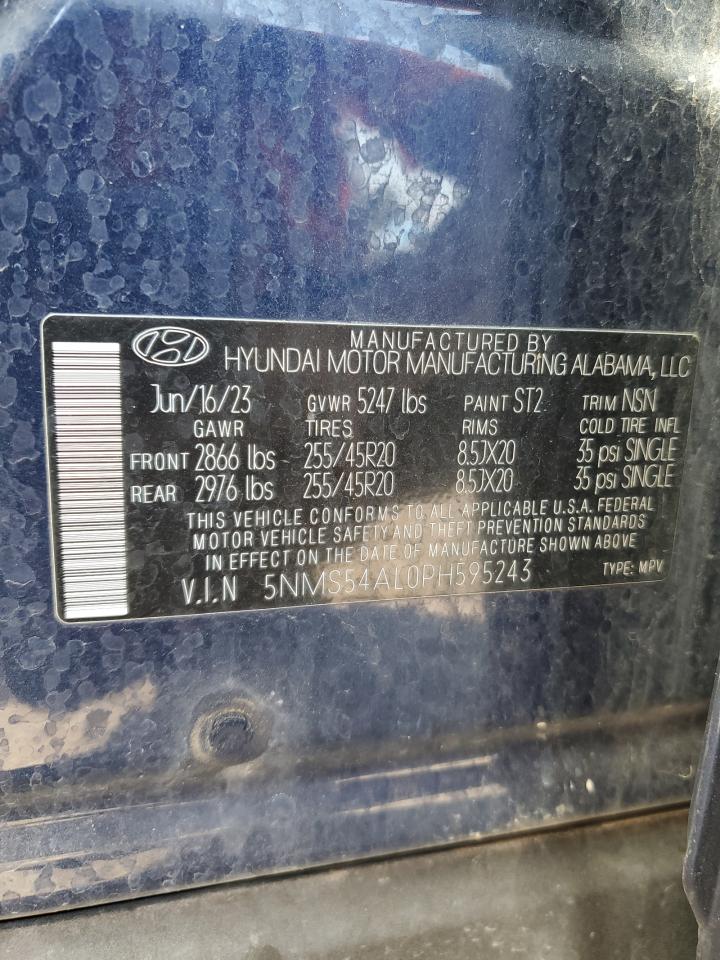 MANUFACTURED BY
HYUNDAI MOTOR MANUFACTURING ALABAMA, LLC
Jun/16/23 GVWR 5247 lbs PAINT ST2 TRIM NSN
GAWR TIRES RIMS COLD TIRE INFL
FRONT 2866 lbs 255/45R20 8.5JX20 35 psi SINGLE
REAR 2976 lbs 255/45R20 8.5JX20 35 psi SINGLE
THIS VEHICLE CONFORMS TO ALL APPLICABLE U.S.A. FEDERAL
MOTOR VEHICLE SAFETY AND THEFT PREVENTION STANDARDS
IN EFFECT ON THE DATE OF MANUFACTURE SHOWN ABOVE
V.I.N 5NMS54AL0PH595243 TYPE: MPV